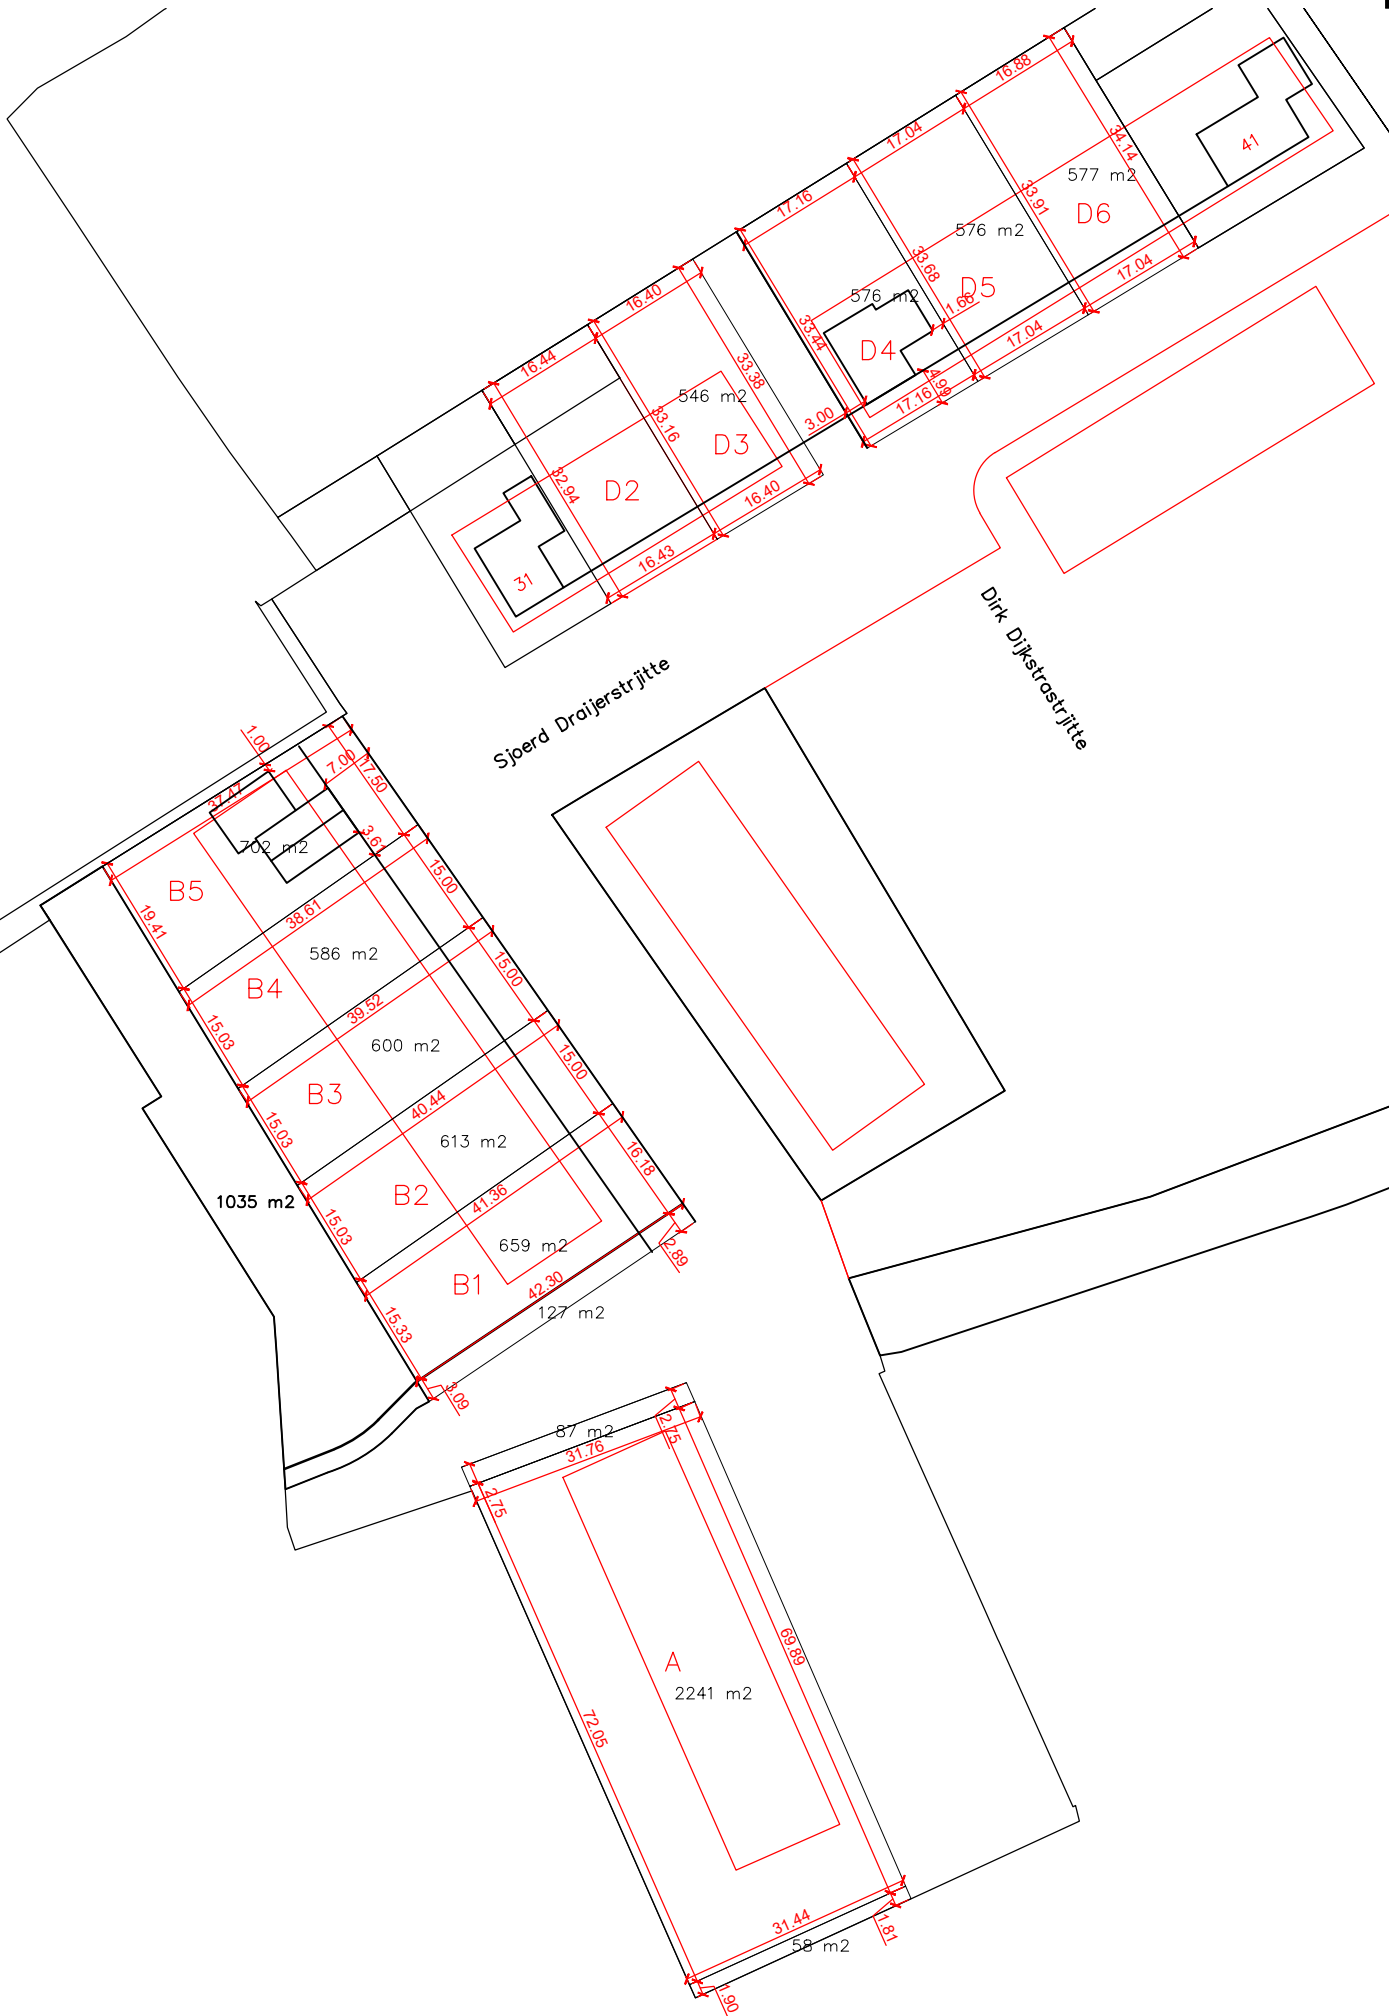 16.88
17.04
34.14
41
577 m2
D6
17.16
33.91
576 m2
33.68
D5
17.04
576 m2
1.66
16.40
33.44
D4
17.04
16.44
33.38
4.99
546 m2
17.16
3.00
33.16
D3
32.94
D2
16.40
16.43
31
Dirk Dijkstrastrjitte
Sjoerd Draijerstrjitte
1.00
7.00
17.50
37.47
702 m2
3.61
B5
15.00
19.41
38.61
586 m2
B4
15.00
39.52
15.03
600 m2
15.00
B3
40.44
15.03
613 m2
16.18
B2
41.36
1035 m2
15.03
659 m2
2.89
B1
42.30
127 m2
15.33
3.09
87 m2
2.75
31.76
2.75
69.89
A
2241 m2
72.05
31.44
1.81
58 m2
1.90